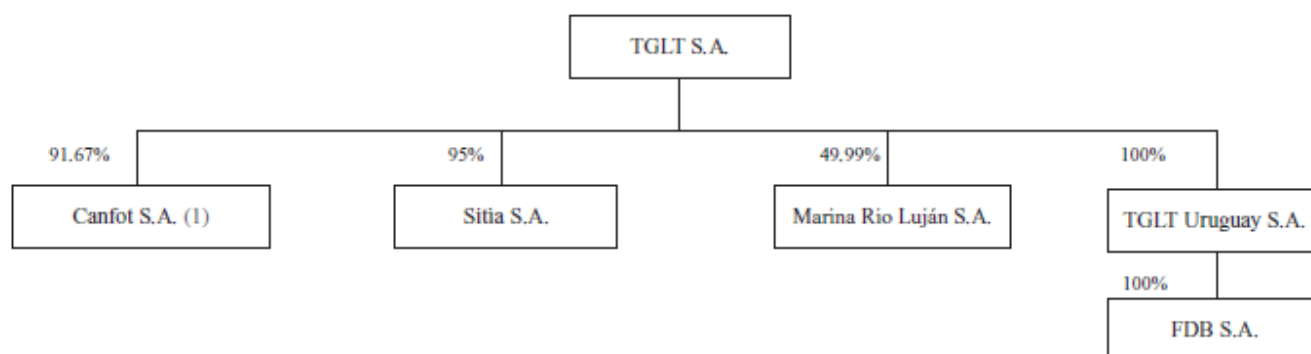 TGLT S.A.
91.67%
95%
49.99%
100%
Canfot S.A. (1)
Sitia S.A.
Marina Rio Luján S.A.
TGLT Uruguay S.A.
100%
FDB S.A.